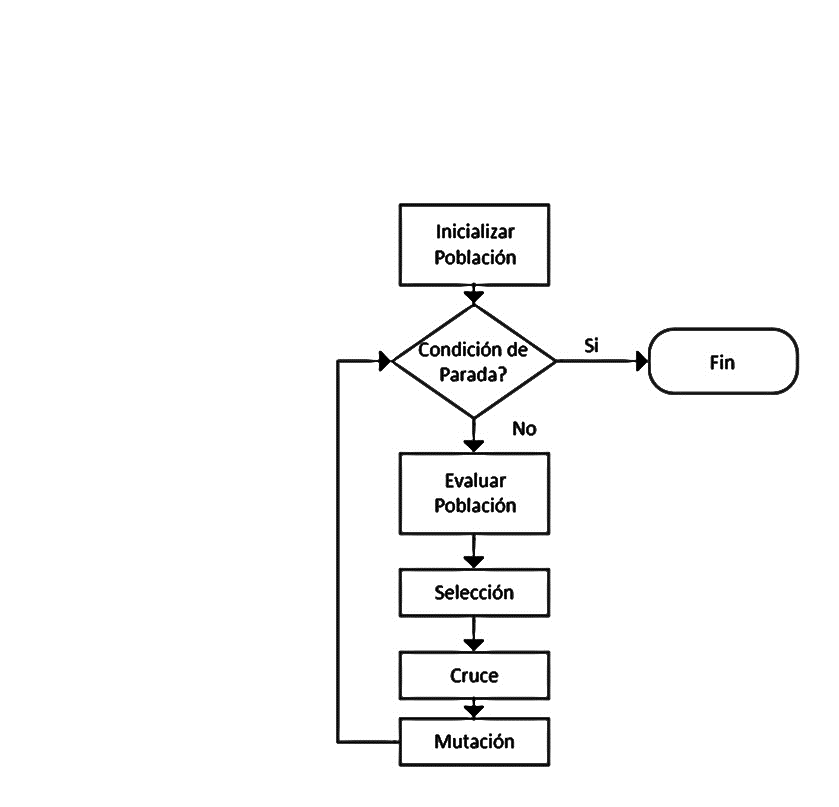 Inicializar
Población
Condición de
Parada?
Si
Fin
No
Evaluar
Población
Selección
Cruce
Mutación